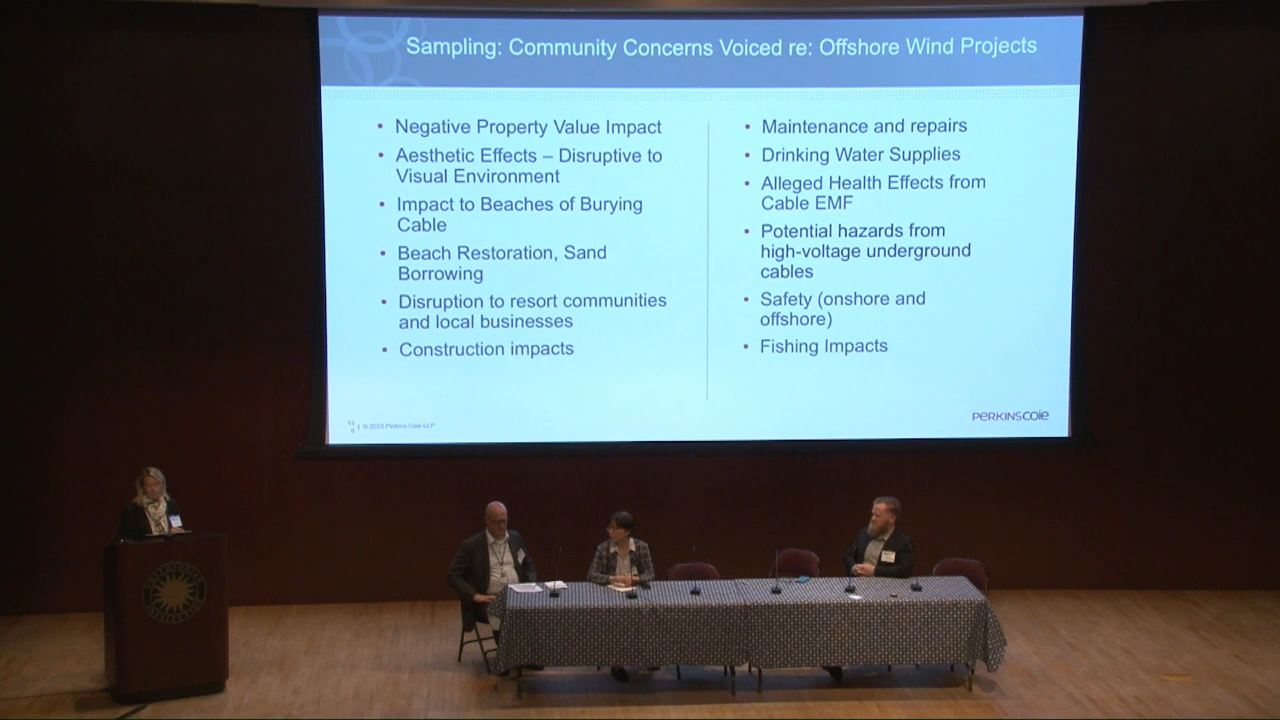 Sampling: Community Concerns Voiced re: Offshore Wind Projects
• Negative Property Value Impact
• Aesthetic Effects – Disruptive to
Visual Environment
• Impact to Beaches of Burying
Cable
• Beach Restoration, Sand
Borrowing
• Disruption to resort communities
and local businesses
• Construction impacts
• Maintenance and repairs
• Drinking Water Supplies
• Alleged Health Effects from
Cable EMF
• Potential hazards from
high-voltage underground
cables
• Safety (onshore and
offshore)
• Fishing Impacts
© 2023 Perkins Coie LLP
PERKINSCOIE